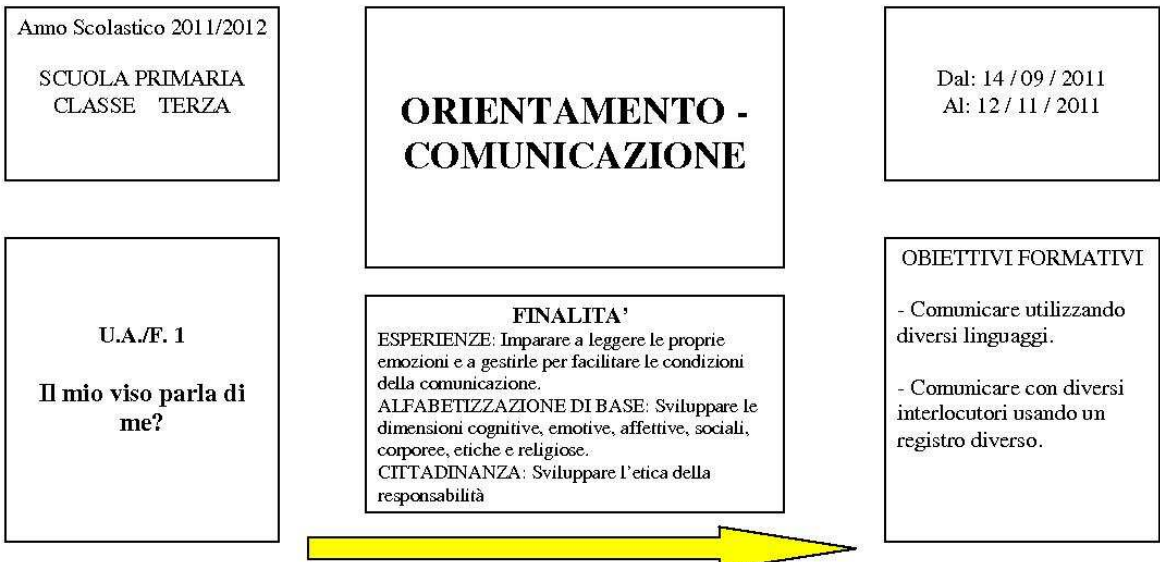 Anno Scolastico 2011/2012
SCUOLA PRIMARIA
CLASSE TERZA
ORIENTAMENTO -
COMUNICAZIONE
Dal: 14 / 09 / 2011
Al: 12 / 11 / 2011
U.A./F. 1
Il mio viso parla di
me?
FINALITA’
ESPERIENZE: Imparare a leggere le proprie
emozioni e a gestirle per facilitare le condizioni
della comunicazione.
ALFABETIZZAZIONE DI BASE: Sviluppare le
dimensioni cognitive, emotive, affettive, sociali,
corporee, etiche e religiose.
CITTADINANZA: Sviluppare l’etica della
responsabilità
OBIETTIVI FORMATIVI
- Comunicare utilizzando
diversi linguaggi.
- Comunicare con diversi
interlocutori usando un
registro diverso.